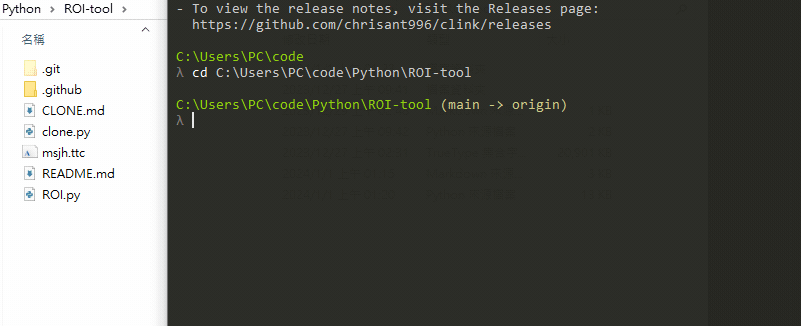 Python > ROI-tool >
名稱
.git
.github
CLONE.md
clone.py
msjh.ttc
README.md
ROI.py
- To view the release notes, visit the Releases page:
https://github.com/chrisant996/clink/releases
C:\Users\PC\code
λ cd C:\Users\PC\code\Python\ROI-tool
C:\Users\PC\code\Python\ROI-tool (main -> origin)
λ